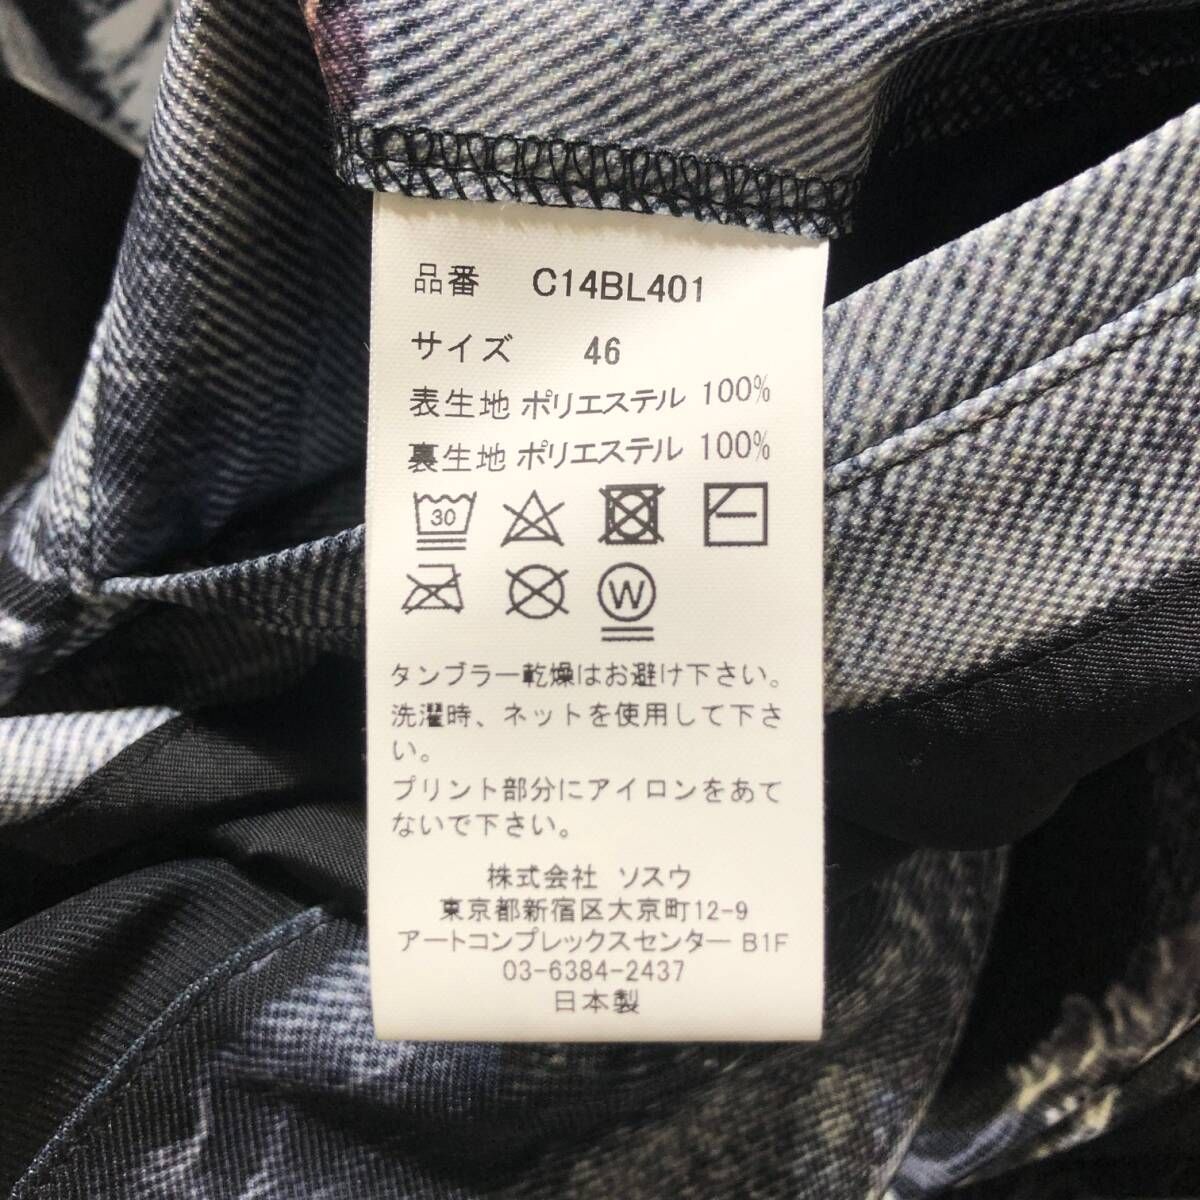 品番 C14BL401
サイズ 46
表生地 ポリエステル 100%
裏生地 ポリエステル 100%
30
W
タンブラー乾燥はお避け下さい。
洗濯時、ネットを使用して下さ
い。
プリント部分にアイロンをあて
ないで下さい。
株式会社 ソスウ
東京都新宿区大京町12-9
アートコンプレックスセンター B1F
03-6384-2437
日本製